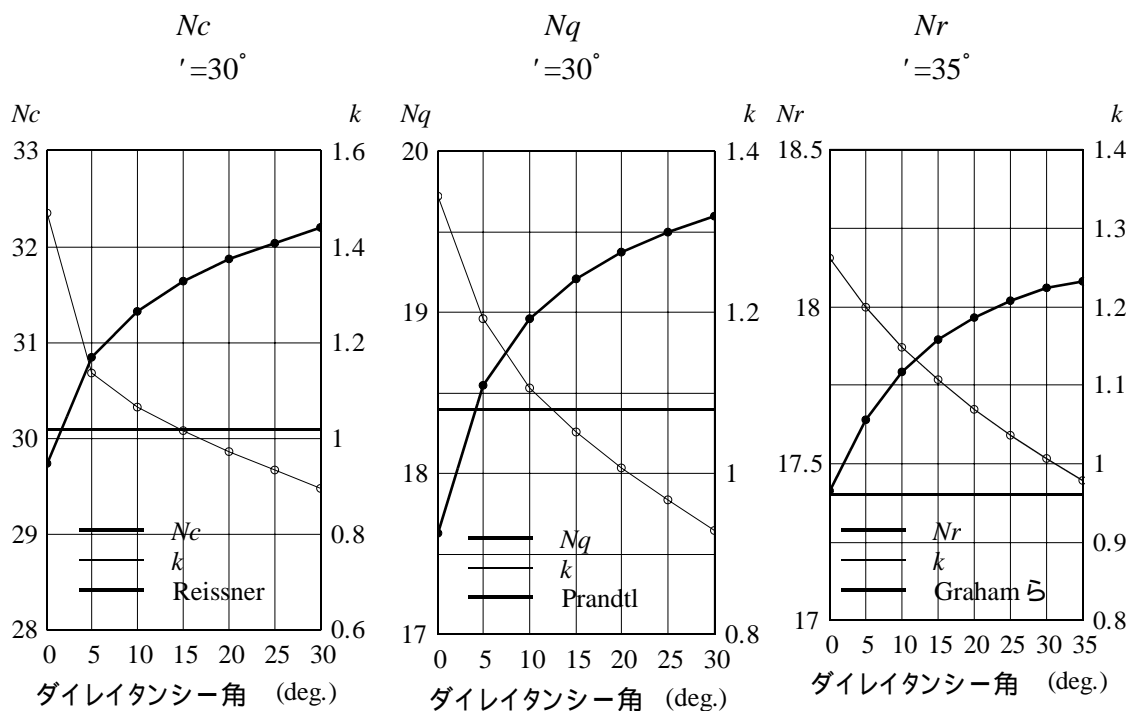 Nc
′=30°
Nc k
33 1.6
32 1.4
31 1.2
30 1
29 0.8
28 0.6
Nc
k
Reissner
0 5 10 15 20 25 30
ダイレイタンシー角 (deg.)
Nq
′=30°
Nq k
20 1.4
19 1.2
18 1
17 0.8
Nq
k
Prandtl
0 5 10 15 20 25 30
ダイレイタンシー角 (deg.)
Nr
′=35°
Nr k
18.5 1.4
1.3
18 1.2
1.1
17.5 1
0.9
17 0.8
Nr
k
Graham ら
0 5 10 15 20 25 30 35
ダイレイタンシー角 (deg.)